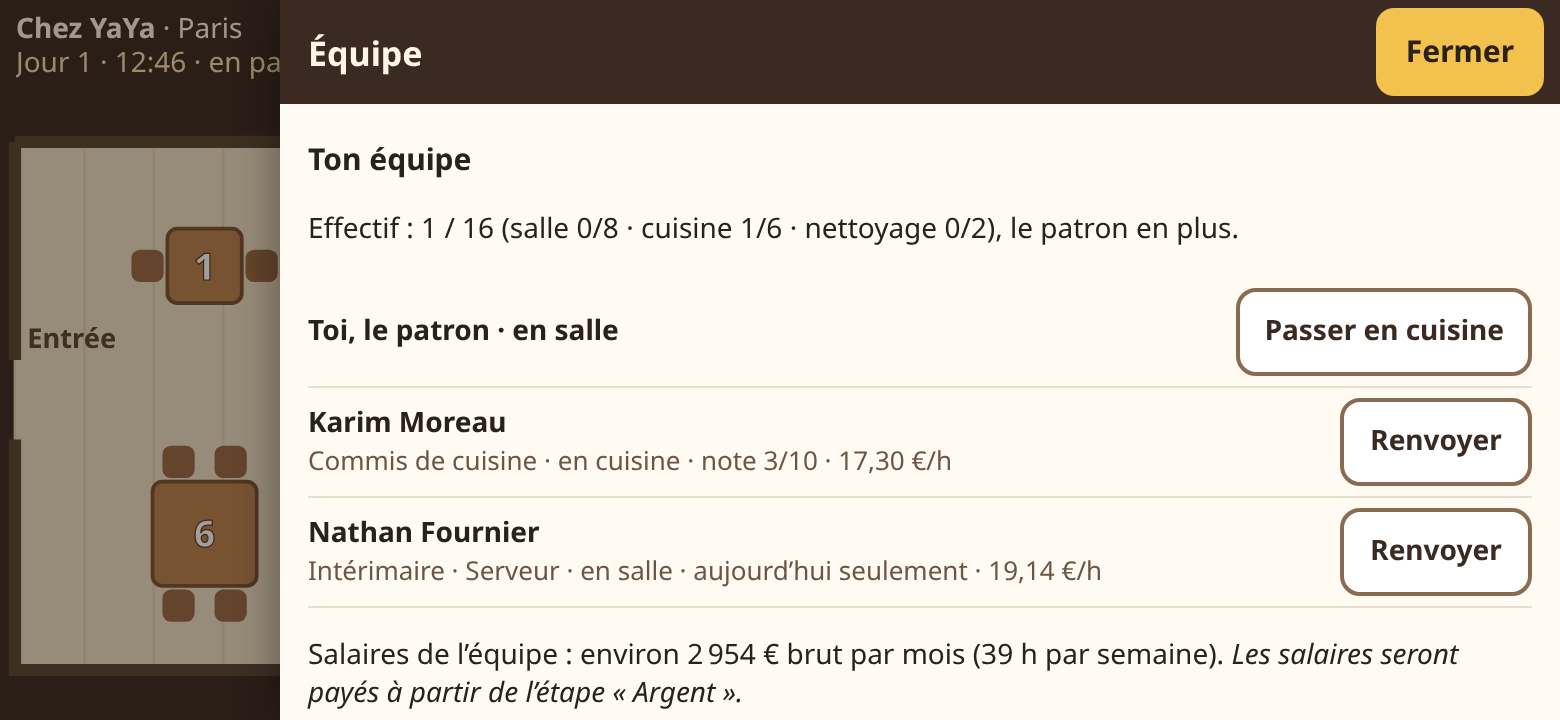 Chez YaYa · Paris
Jour 1 · 12:46 · en pa
Équipe
Fermer
Ton équipe
Effectif : 1 / 16 (salle 0/8 · cuisine 1/6 · nettoyage 0/2), le patron en plus.
1
Entrée
Toi, le patron · en salle
Passer en cuisine
Karim Moreau
Commis de cuisine · en cuisine · note 3/10 · 17,30 €/h
Renvoyer
6
Nathan Fournier
Intérimaire · Serveur · en salle · aujourd’hui seulement · 19,14 €/h
Renvoyer
Salaires de l’équipe : environ 2 954 € brut par mois (39 h par semaine). Les salaires seront
payés à partir de l’étape « Argent ».